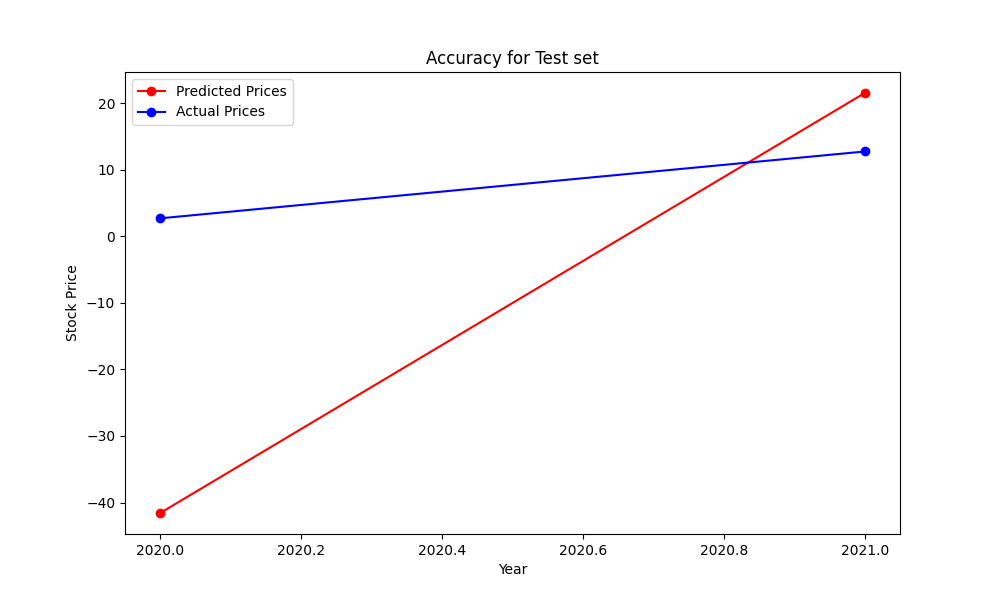 Accuracy for Test set
Predicted Prices
Actual Prices
20
10
0
−10
−20
−30
−40
Stock Price
2020.0 2020.2 2020.4 2020.6 2020.8 2021.0
Year